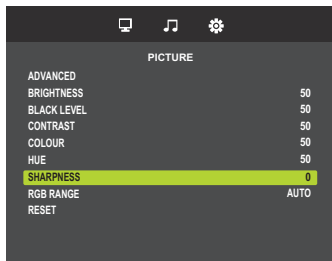 PICTURE
ADVANCED
BRIGHTNESS 50
BLACK LEVEL 50
CONTRAST 50
COLOUR 50
HUE 50
SHARPNESS 0
RGB RANGE AUTO
RESET